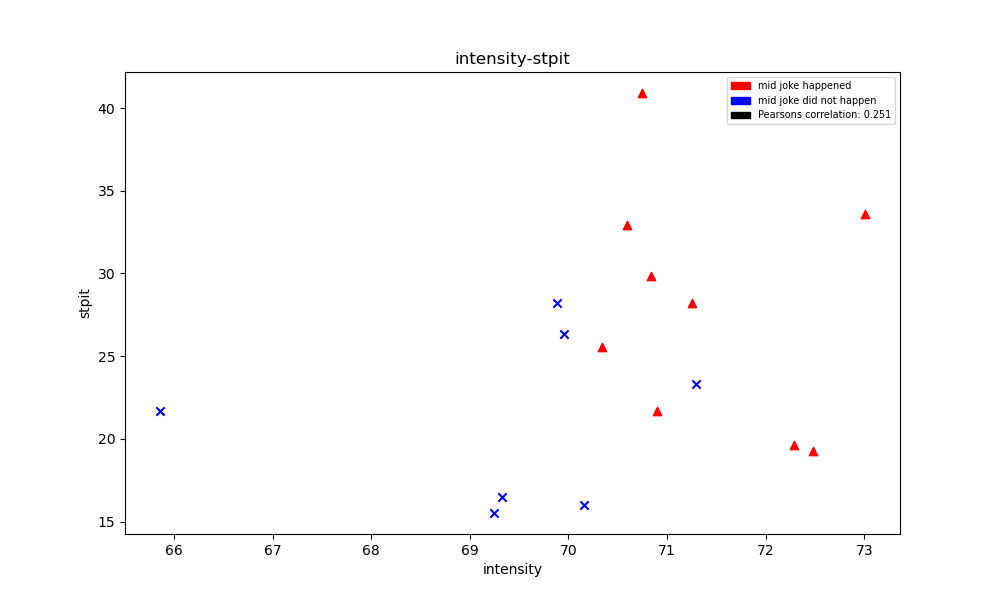 intensity-stpit
mid joke happened
mid joke did not happen
Pearsons correlation: 0.251
40
35
30
25
20
15
stpit
66 67 68 69 70 71 72 73
intensity